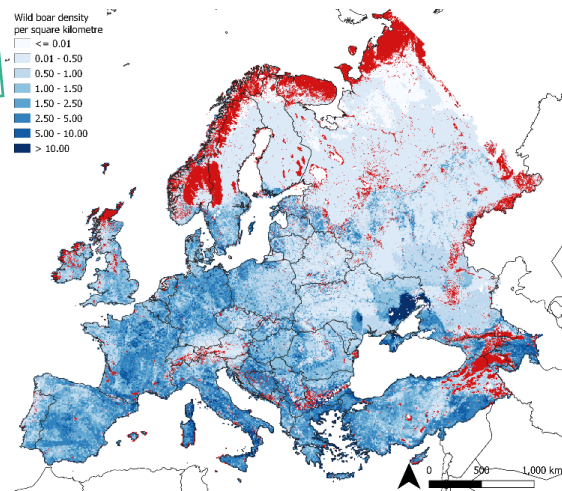 Wild boar density
per square kilometre
<= 0.01
0.01 - 0.50
0.50 - 1.00
1.00 - 1.50
1.50 - 2.50
2.50 - 5.00
5.00 - 10.00
> 10.00
0 500 1,000 km